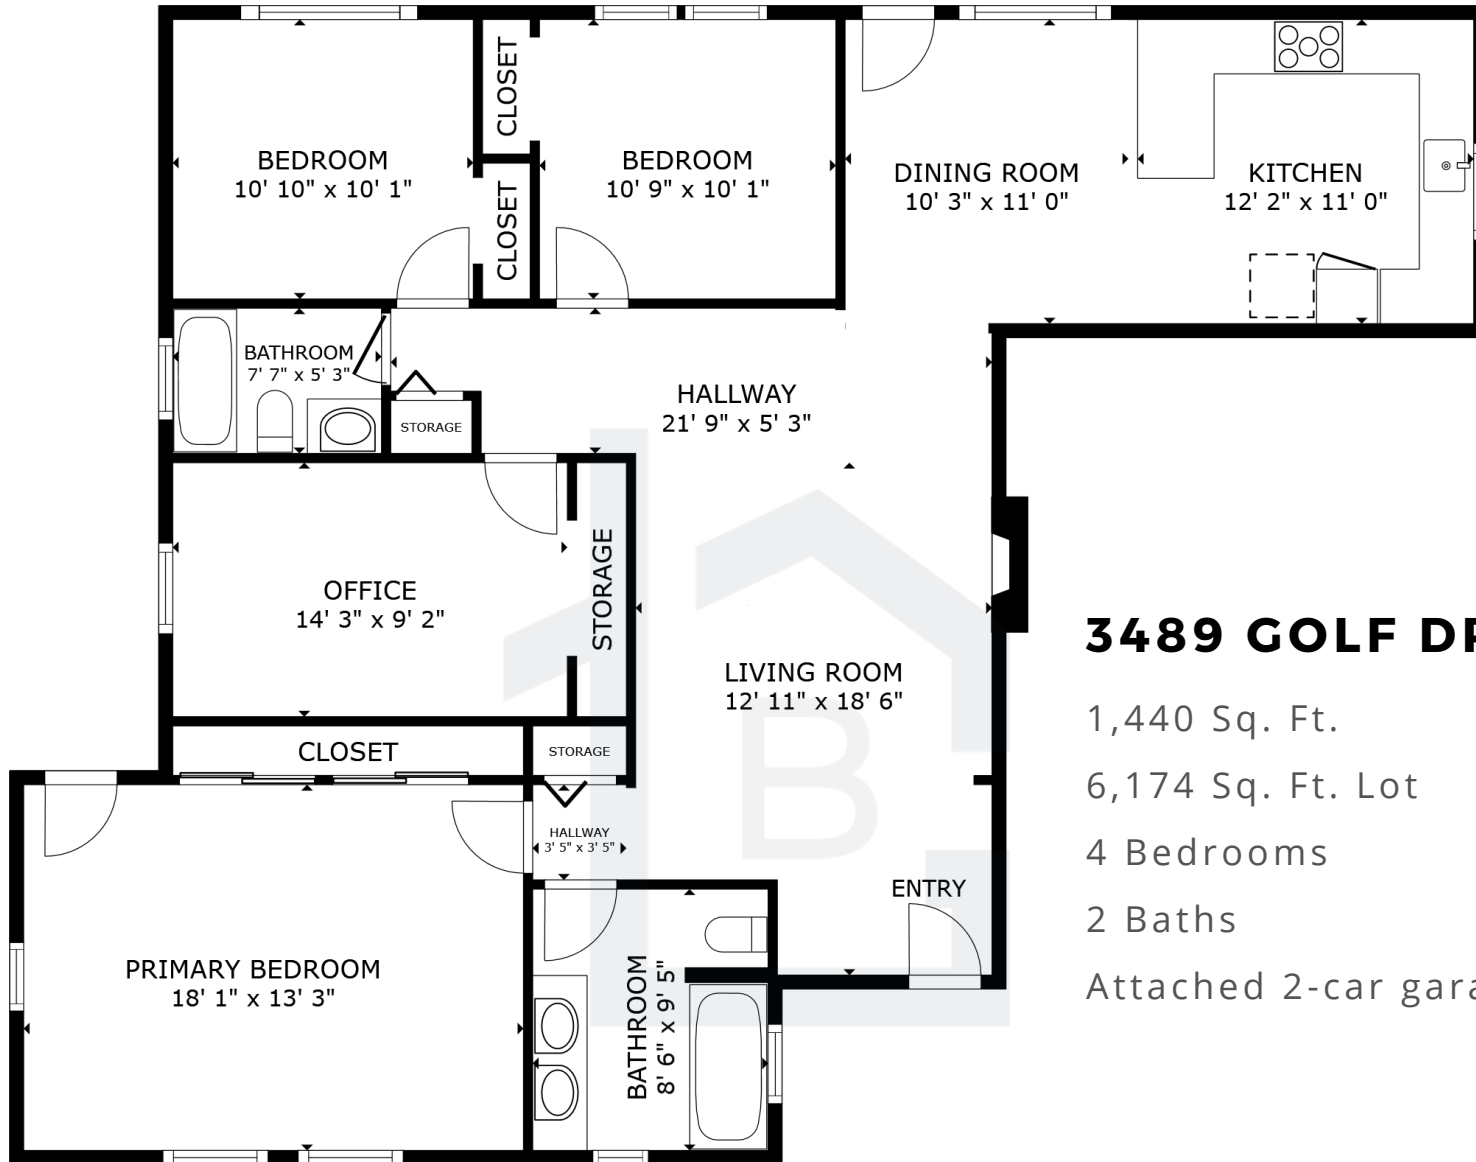 CLOSET
BEDROOM
10' 10" x 10' 1"
BEDROOM
10' 9" x 10' 1"
DINING ROOM
10' 3" x 11' 0"
KITCHEN
12' 2" x 11' 0"
CLOSET
BATHROOM
7' 7" x 5' 3"
HALLWAY
21' 9" x 5' 3"
STORAGE
OFFICE
14' 3" x 9' 2"
STORAGE
LIVING ROOM
12' 11" x 18' 6"
B
3489 GOLF
1,440 Sq. Ft.
6,174 Sq. Ft. Lot
4 Bedrooms
2 Baths
Attached 2-car
CLOSET
STORAGE
HALLWAY
3' 5" x 3' 5"
ENTRY
PRIMARY BEDROOM
18' 1" x 13' 3"
BATHROOM
8' 6" x 9' 5"